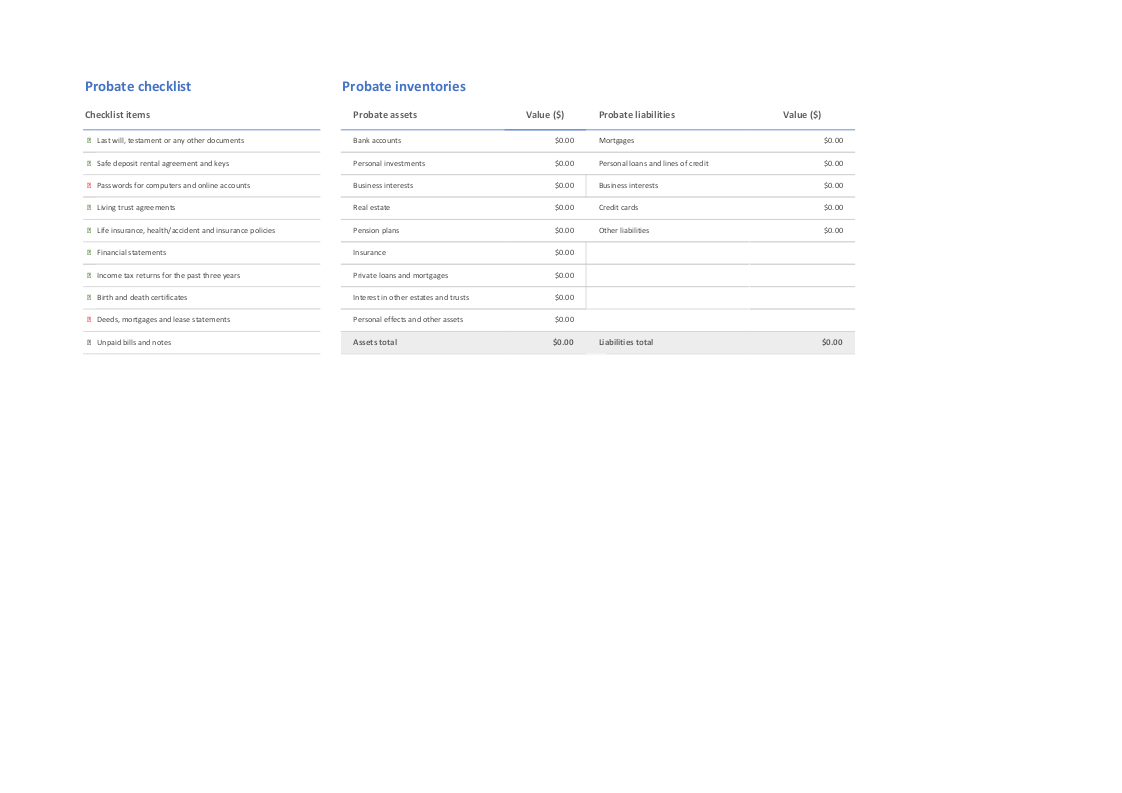 Probate checklist
Checklist items
Last will, testament or any other documents
Safe deposit rental agreement and keys
Passwords for computers and online accounts
Living trust agreements
Life insurance, health/accident and insurance policies
Financial statements
Income tax returns for the past three years
Birth and death certificates
Deeds, mortgages and lease statements
Unpaid bills and notes
Probate inventories
Probate assets Value ($) Probate liabilities Value ($)
Bank accounts $0.00 Mortgages $0.00
Personal investments $0.00 Personal loans and lines of credit $0.00
Business interests $0.00 Business interests $0.00
Real estate $0.00 Credit cards $0.00
Pension plans $0.00 Other liabilities $0.00
Insurance $0.00
Private loans and mortgages $0.00
Interest in other estates and trusts $0.00
Personal effects and other assets $0.00
Assets total $0.00 Liabilities total $0.00